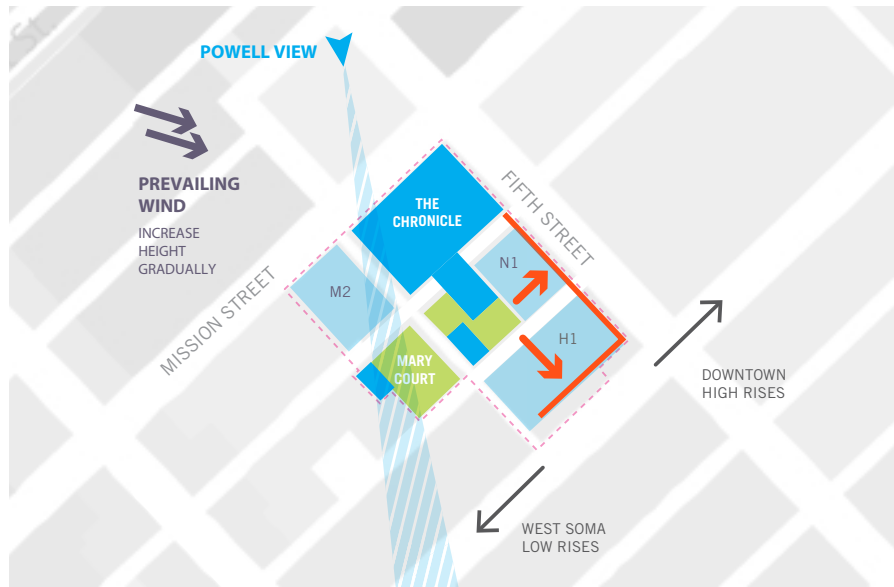 St.
POWELL VIEW
PREVAILING
WIND
INCREASE
HEIGHT
GRADUALLY
THE
CHRONICLE
FIFTH STREET
N1
M2
MISSION STREET
H1
MARY
COURT
DOWNTOWN
HIGH RISES
WEST SOMA
LOW RISES